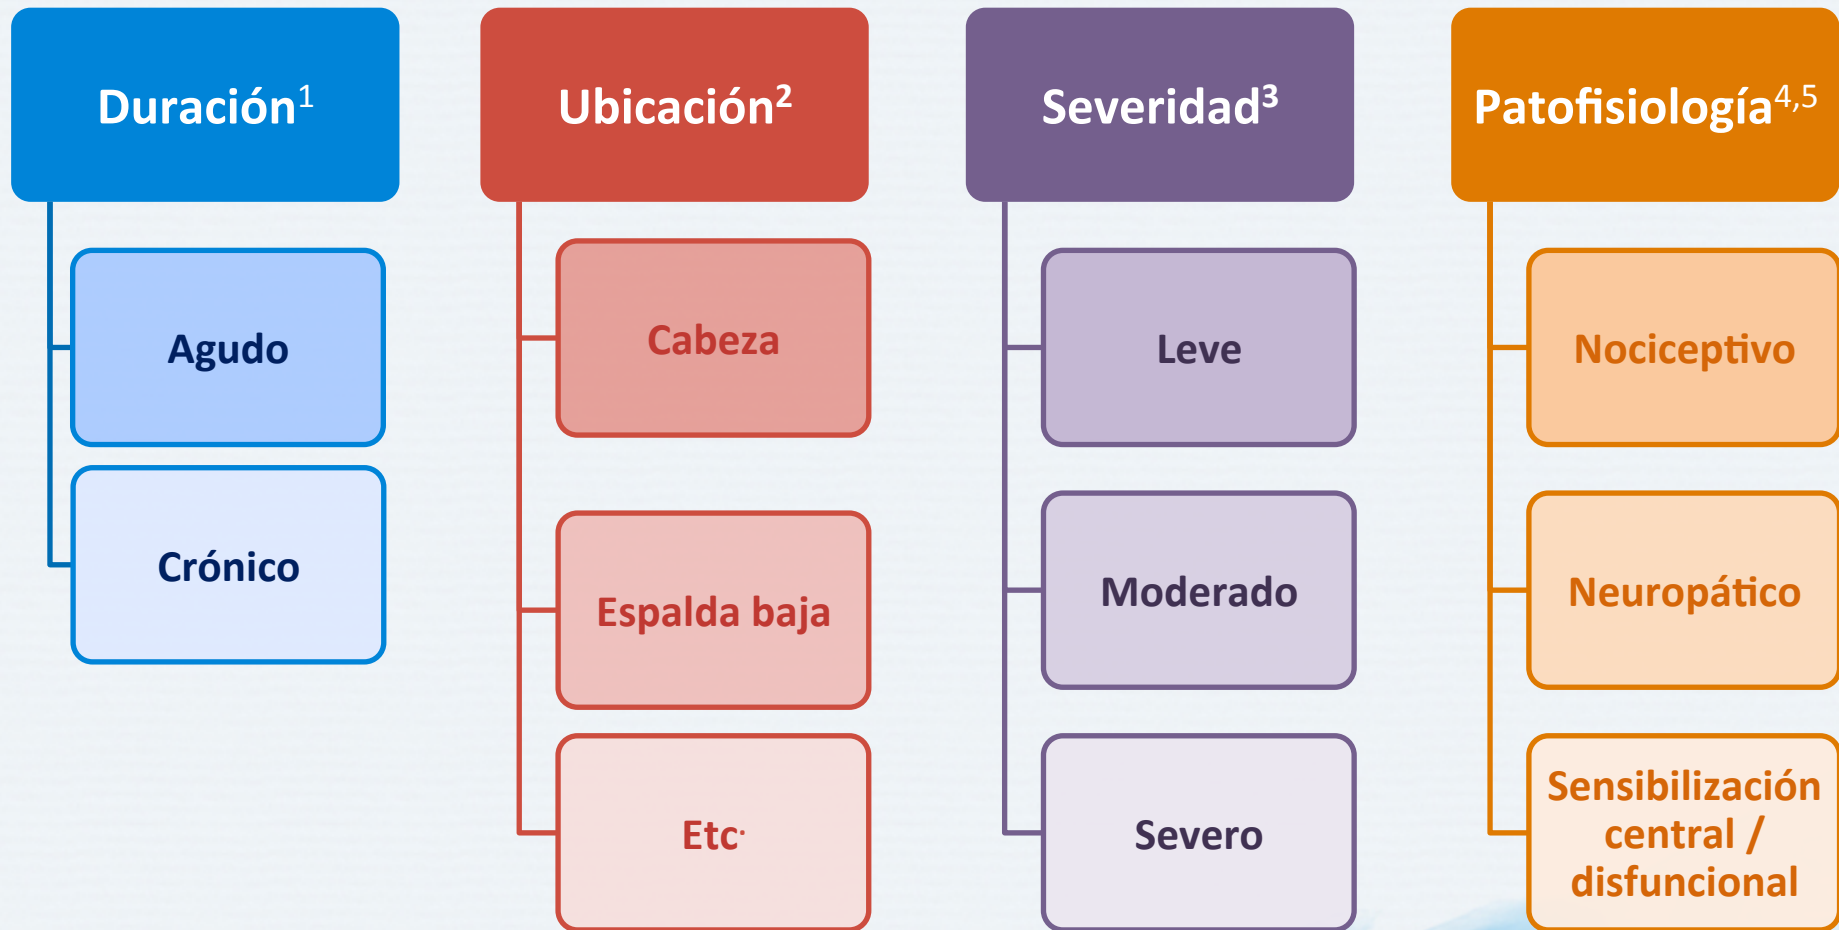 Duración¹
Agudo
Crónico
Ubicación²
Cabeza
Espalda baja
Etc.
Severidad³
Leve
Moderado
Severo
Patofisiología⁴,⁵
Nociceptivo
Neuropático
Sensibilización
central /
disfuncional